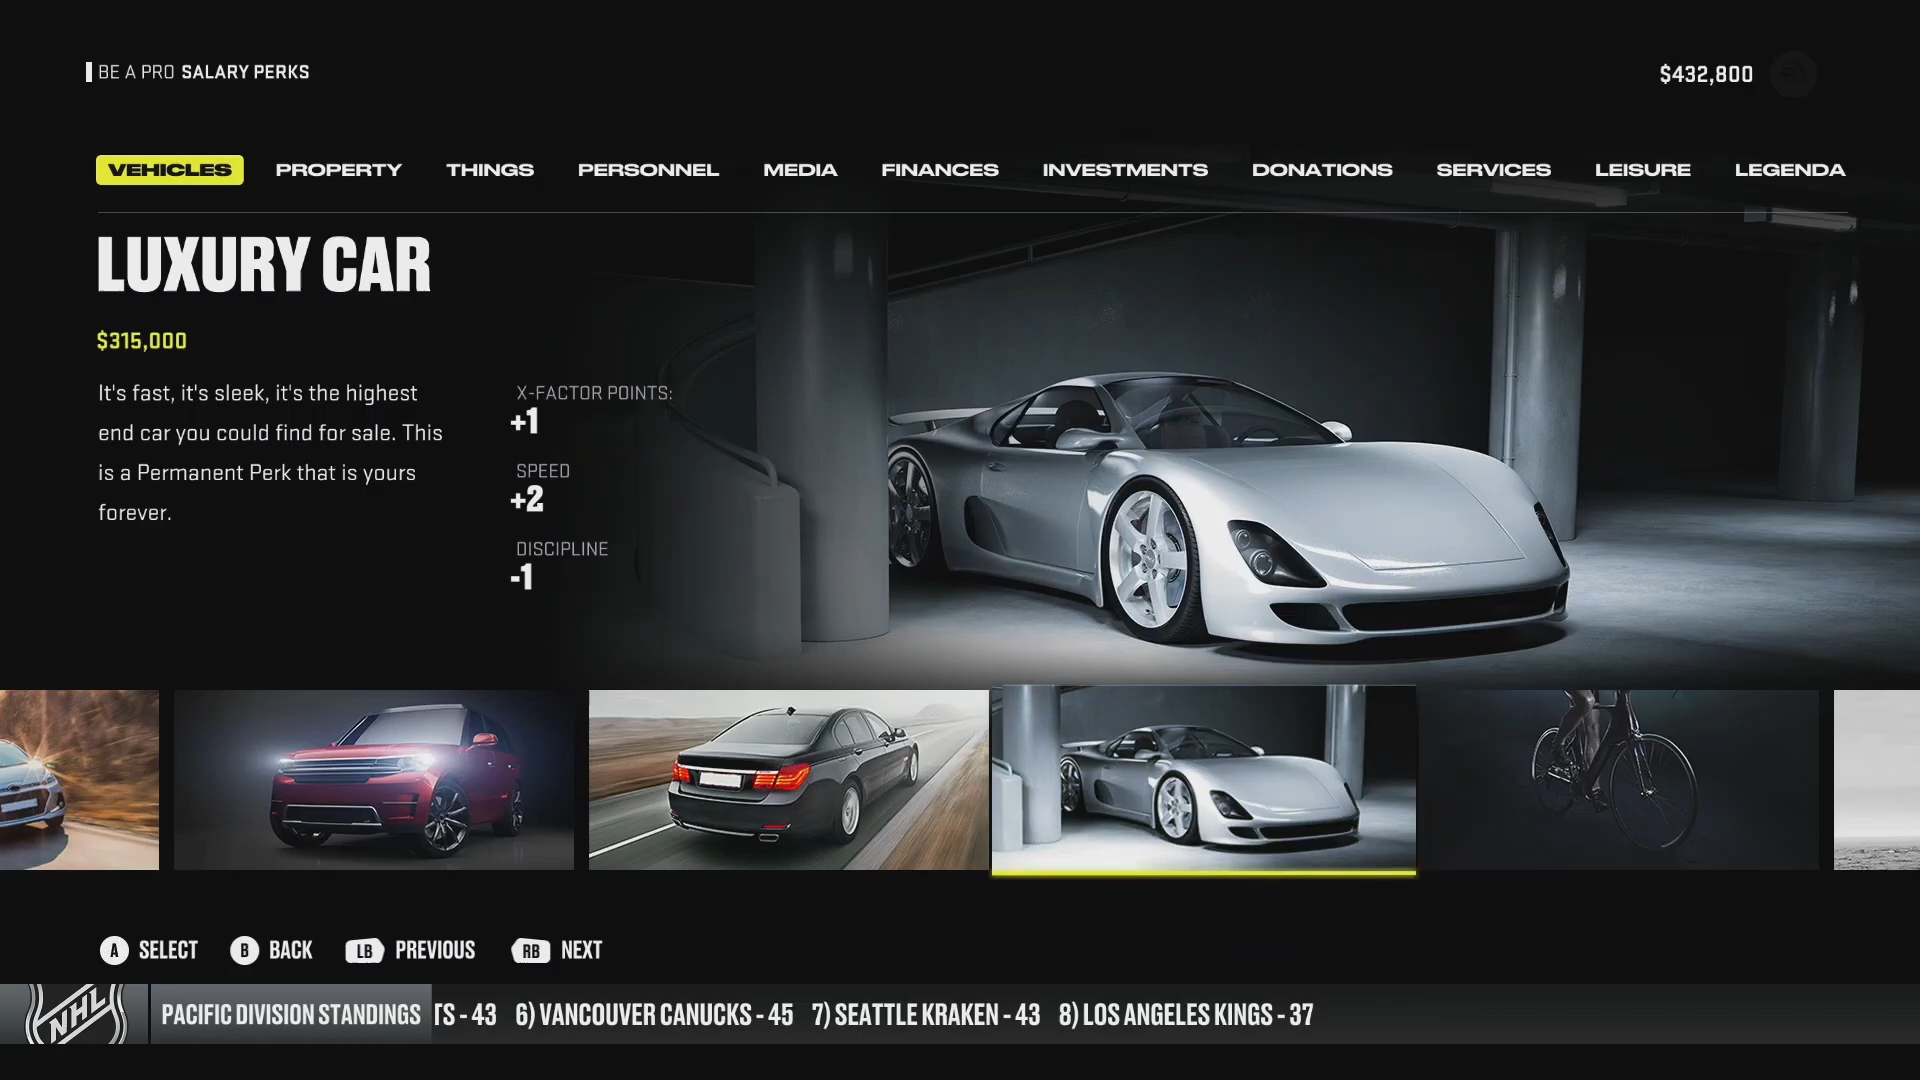 BE A PRO SALARY PERKS
$432,800
VEHICLES PROPERTY THINGS PERSONNEL MEDIA FINANCES INVESTMENTS DONATIONS SERVICES LEISURE LEGENDA
LUXURY CAR
$315,000
It's fast, it's sleek, it's the highest
end car you could find for sale. This
is a Permanent Perk that is yours
forever.
X-FACTOR POINTS:
+1
SPEED
+2
DISCIPLINE
-1
A SELECT B BACK LB PREVIOUS RB NEXT
NHL PACIFIC DIVISION STANDINGS TS - 43 6) VANCOUVER CANUCKS - 45 7) SEATTLE KRAKEN - 43 8) LOS ANGELES KINGS - 37